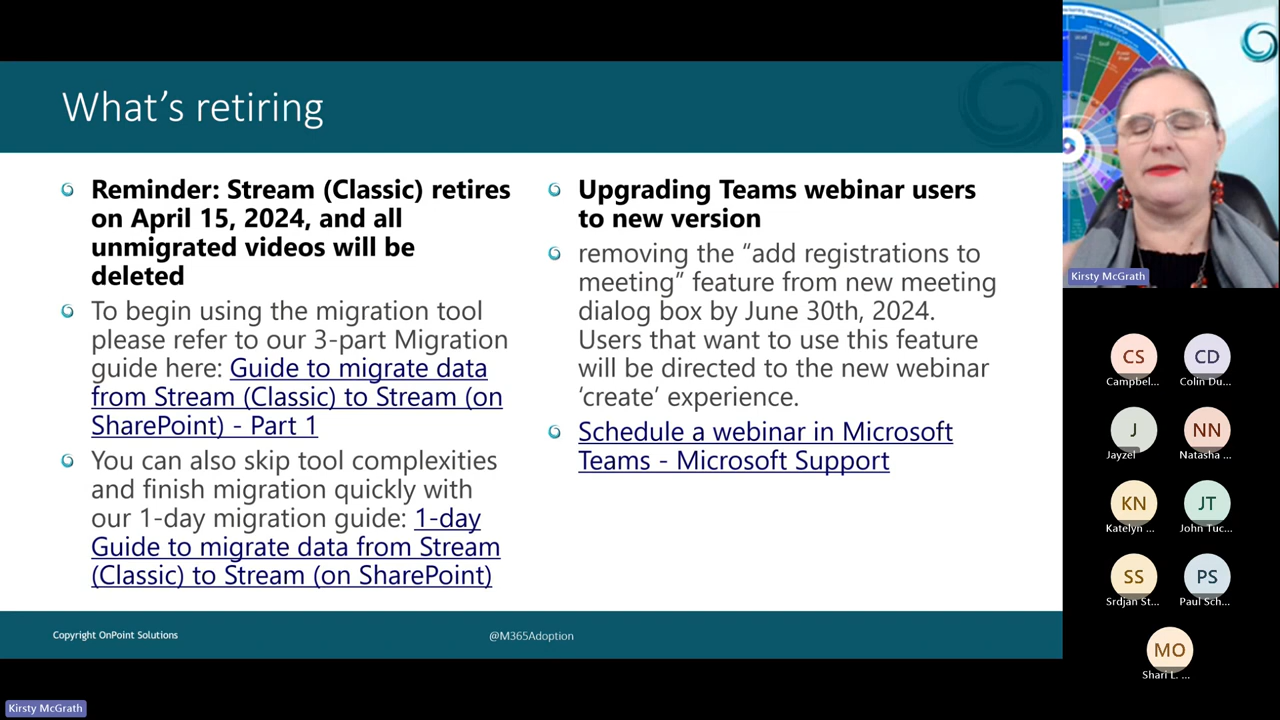 What's retiring
Reminder: Stream (Classic) retires
on April 15, 2024, and all
unmigrated videos will be
deleted
To begin using the migration tool
please refer to our 3-part Migration
guide here: Guide to migrate data
from Stream (Classic) to Stream (on
SharePoint) - Part 1
You can also skip tool complexities
and finish migration quickly with
our 1-day migration guide: 1-day
Guide to migrate data from Stream
(Classic) to Stream (on SharePoint)
Upgrading Teams webinar users
to new version
removing the “add registrations to
meeting” feature from new meeting
dialog box by June 30th, 2024.
Users that want to use this feature
will be directed to the new webinar
‘create’ experience.
Schedule a webinar in Microsoft
Teams - Microsoft Support
Copyright OnPoint Solutions
@M365Adoption
Kirsty McGrath
CS
Campbel...
CD
Colin Du...
J
Jayzel
NN
Natasha ...
KN
Katelyn ...
JT
John Tuc...
SS
Srdjan St...
PS
Paul Sch...
MO
Shari L. ...
Kirsty McGrath